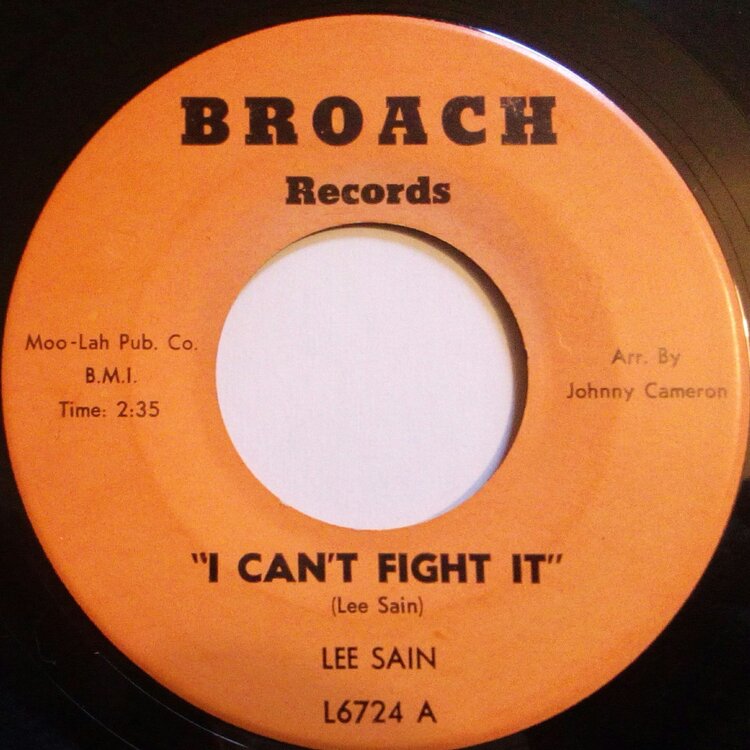 BROACH
Records
Moo-Lah Pub. Co.
B.M.I.
Time: 2:35
Arr. By
Johnny Cameron
"I CAN'T FIGHT IT"
(Lee Sain)
LEE SAIN
L6724 A